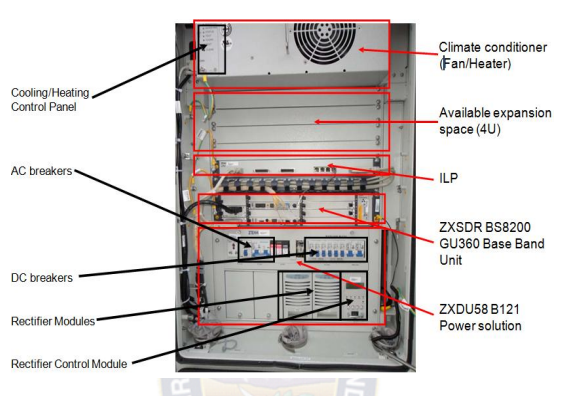 Climate conditioner
(Fan/Heater)
Cooling/Heating
Control Panel
Available expansion
space (4U)
AC breakers
ILP
ZXSDR BS8200
GU360 Base Band
Unit
DC breakers
ZXDU58 B121
Power solution
Rectifier Modules
Rectifier Control Module